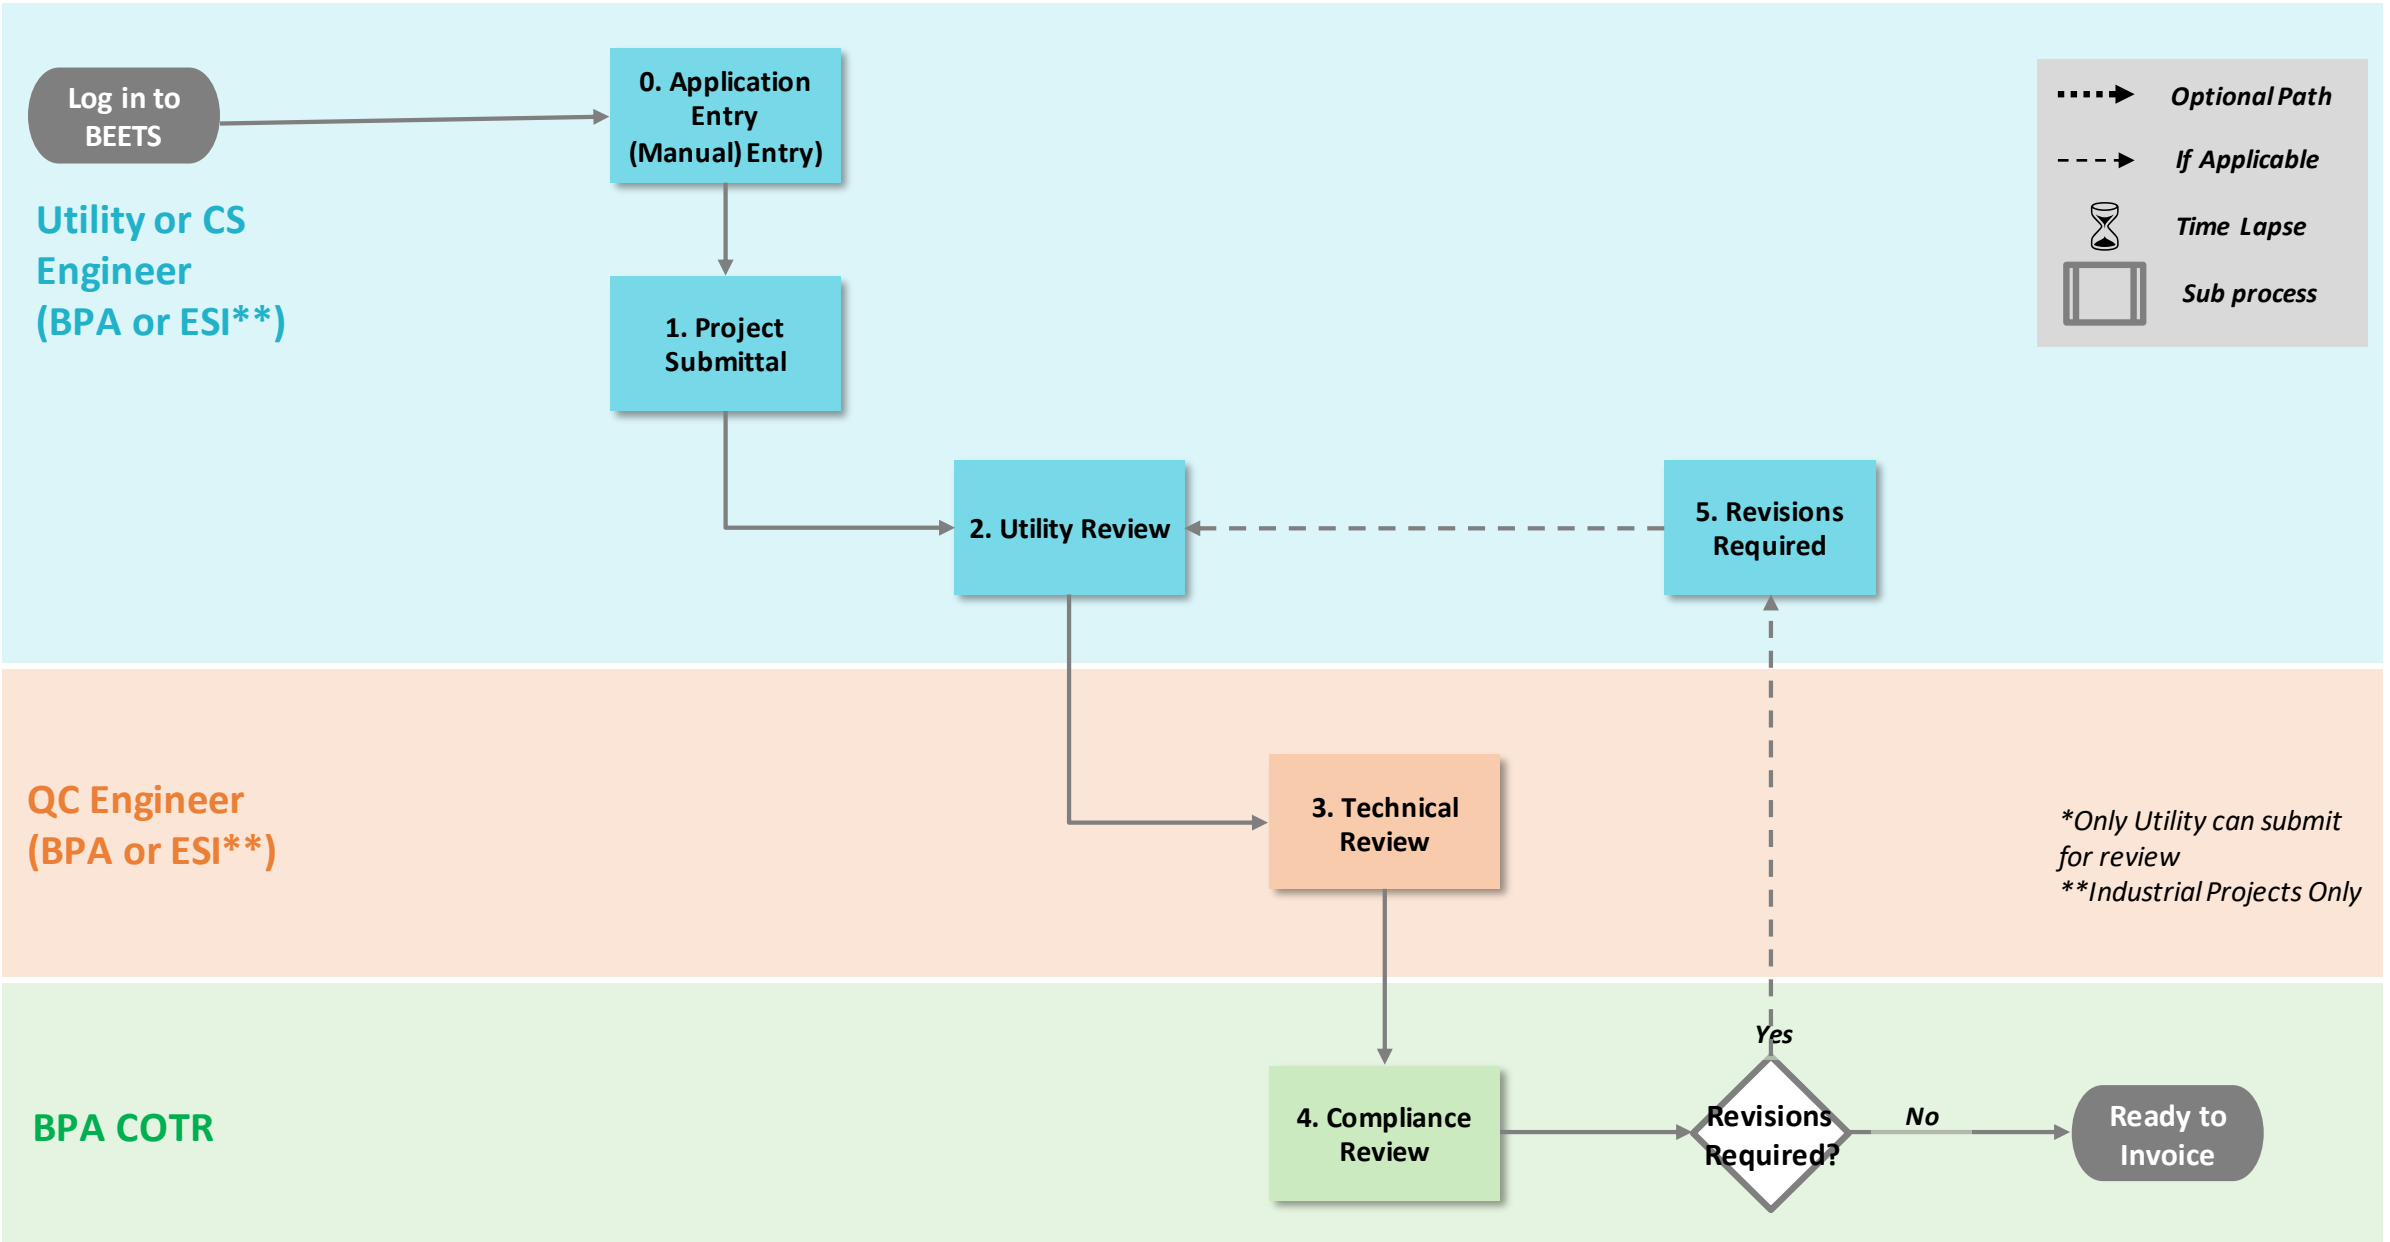 Log in to
BEETS
0. Application
Entry
(Manual) Entry)
Optional Path
If Applicable
Time Lapse
Sub process
Utility or CS
Engineer
(BPA or ESI**)
1. Project
Submittal
2. Utility Review
5. Revisions
Required
QC Engineer
(BPA or ESI**)
3. Technical
Review
*Only Utility can submit
for review
**Industrial Projects Only
BPA COTR
4. Compliance
Review
Yes
Revisions
Required?
No
Ready to
Invoice